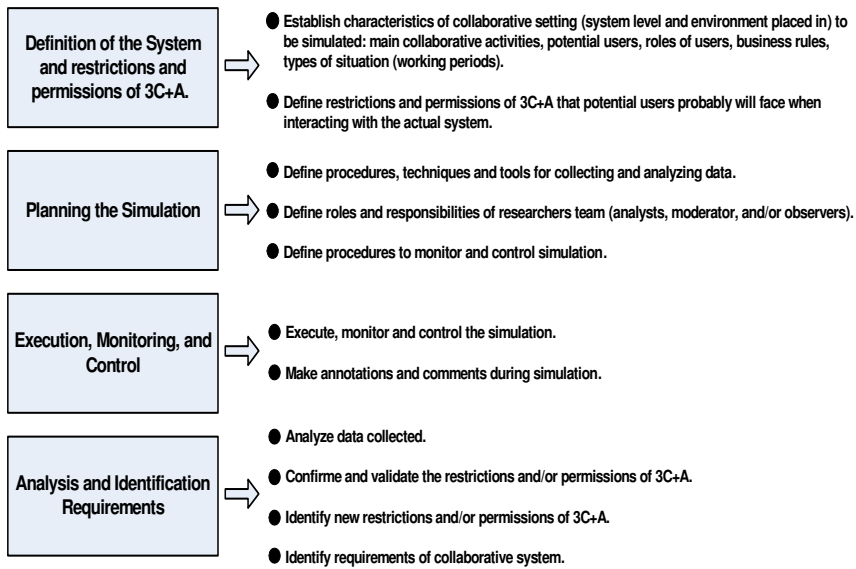 Definition of the System
and restrictions and
permissions of 3C+A.
● Establish characteristics of collaborative setting (system level and environment placed in) to
be simulated: main collaborative activities, potential users, roles of users, business rules,
types of situation (working periods).
● Define restrictions and permissions of 3C+A that potential users probably will face when
interacting with the actual system.
Planning the Simulation
● Define procedures, techniques and tools for collecting and analyzing data.
● Define roles and responsibilities of researchers team (analysts, moderator, and/or observers).
● Define procedures to monitor and control simulation.
Execution, Monitoring, and
Control
● Execute, monitor and control the simulation.
● Make annotations and comments during simulation.
Analysis and Identification
Requirements
● Analyze data collected.
● Confirme and validate the restrictions and/or permissions of 3C+A.
● Identify new restrictions and/or permissions of 3C+A.
● Identify requirements of collaborative system.